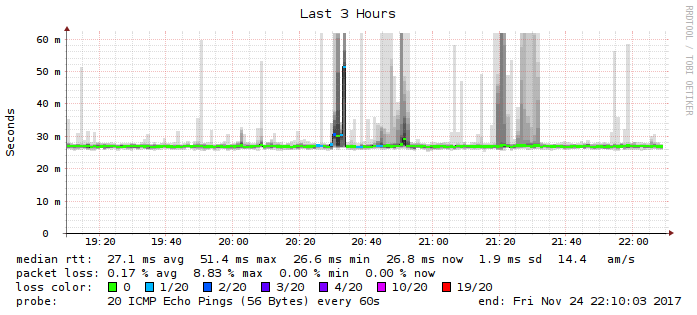 Last 3 Hours
RRDTOOL / TOBI OETIKER
Seconds
60 m
50 m
40 m
30 m
20 m
10 m
0
19:20 19:40 20:00 20:20 20:40 21:00 21:20 21:40 22:00
median rtt: 27.1 ms avg 51.4 ms max 26.6 ms min 26.8 ms now 1.9 ms sd 14.4 am/s
packet loss: 0.17 % avg 8.83 % max 0.00 % min 0.00 % now
loss color: 0 1/20 2/20 3/20 4/20 10/20 19/20
probe: 20 ICMP Echo Pings (56 Bytes) every 60s end: Fri Nov 24 22:10:03 2017